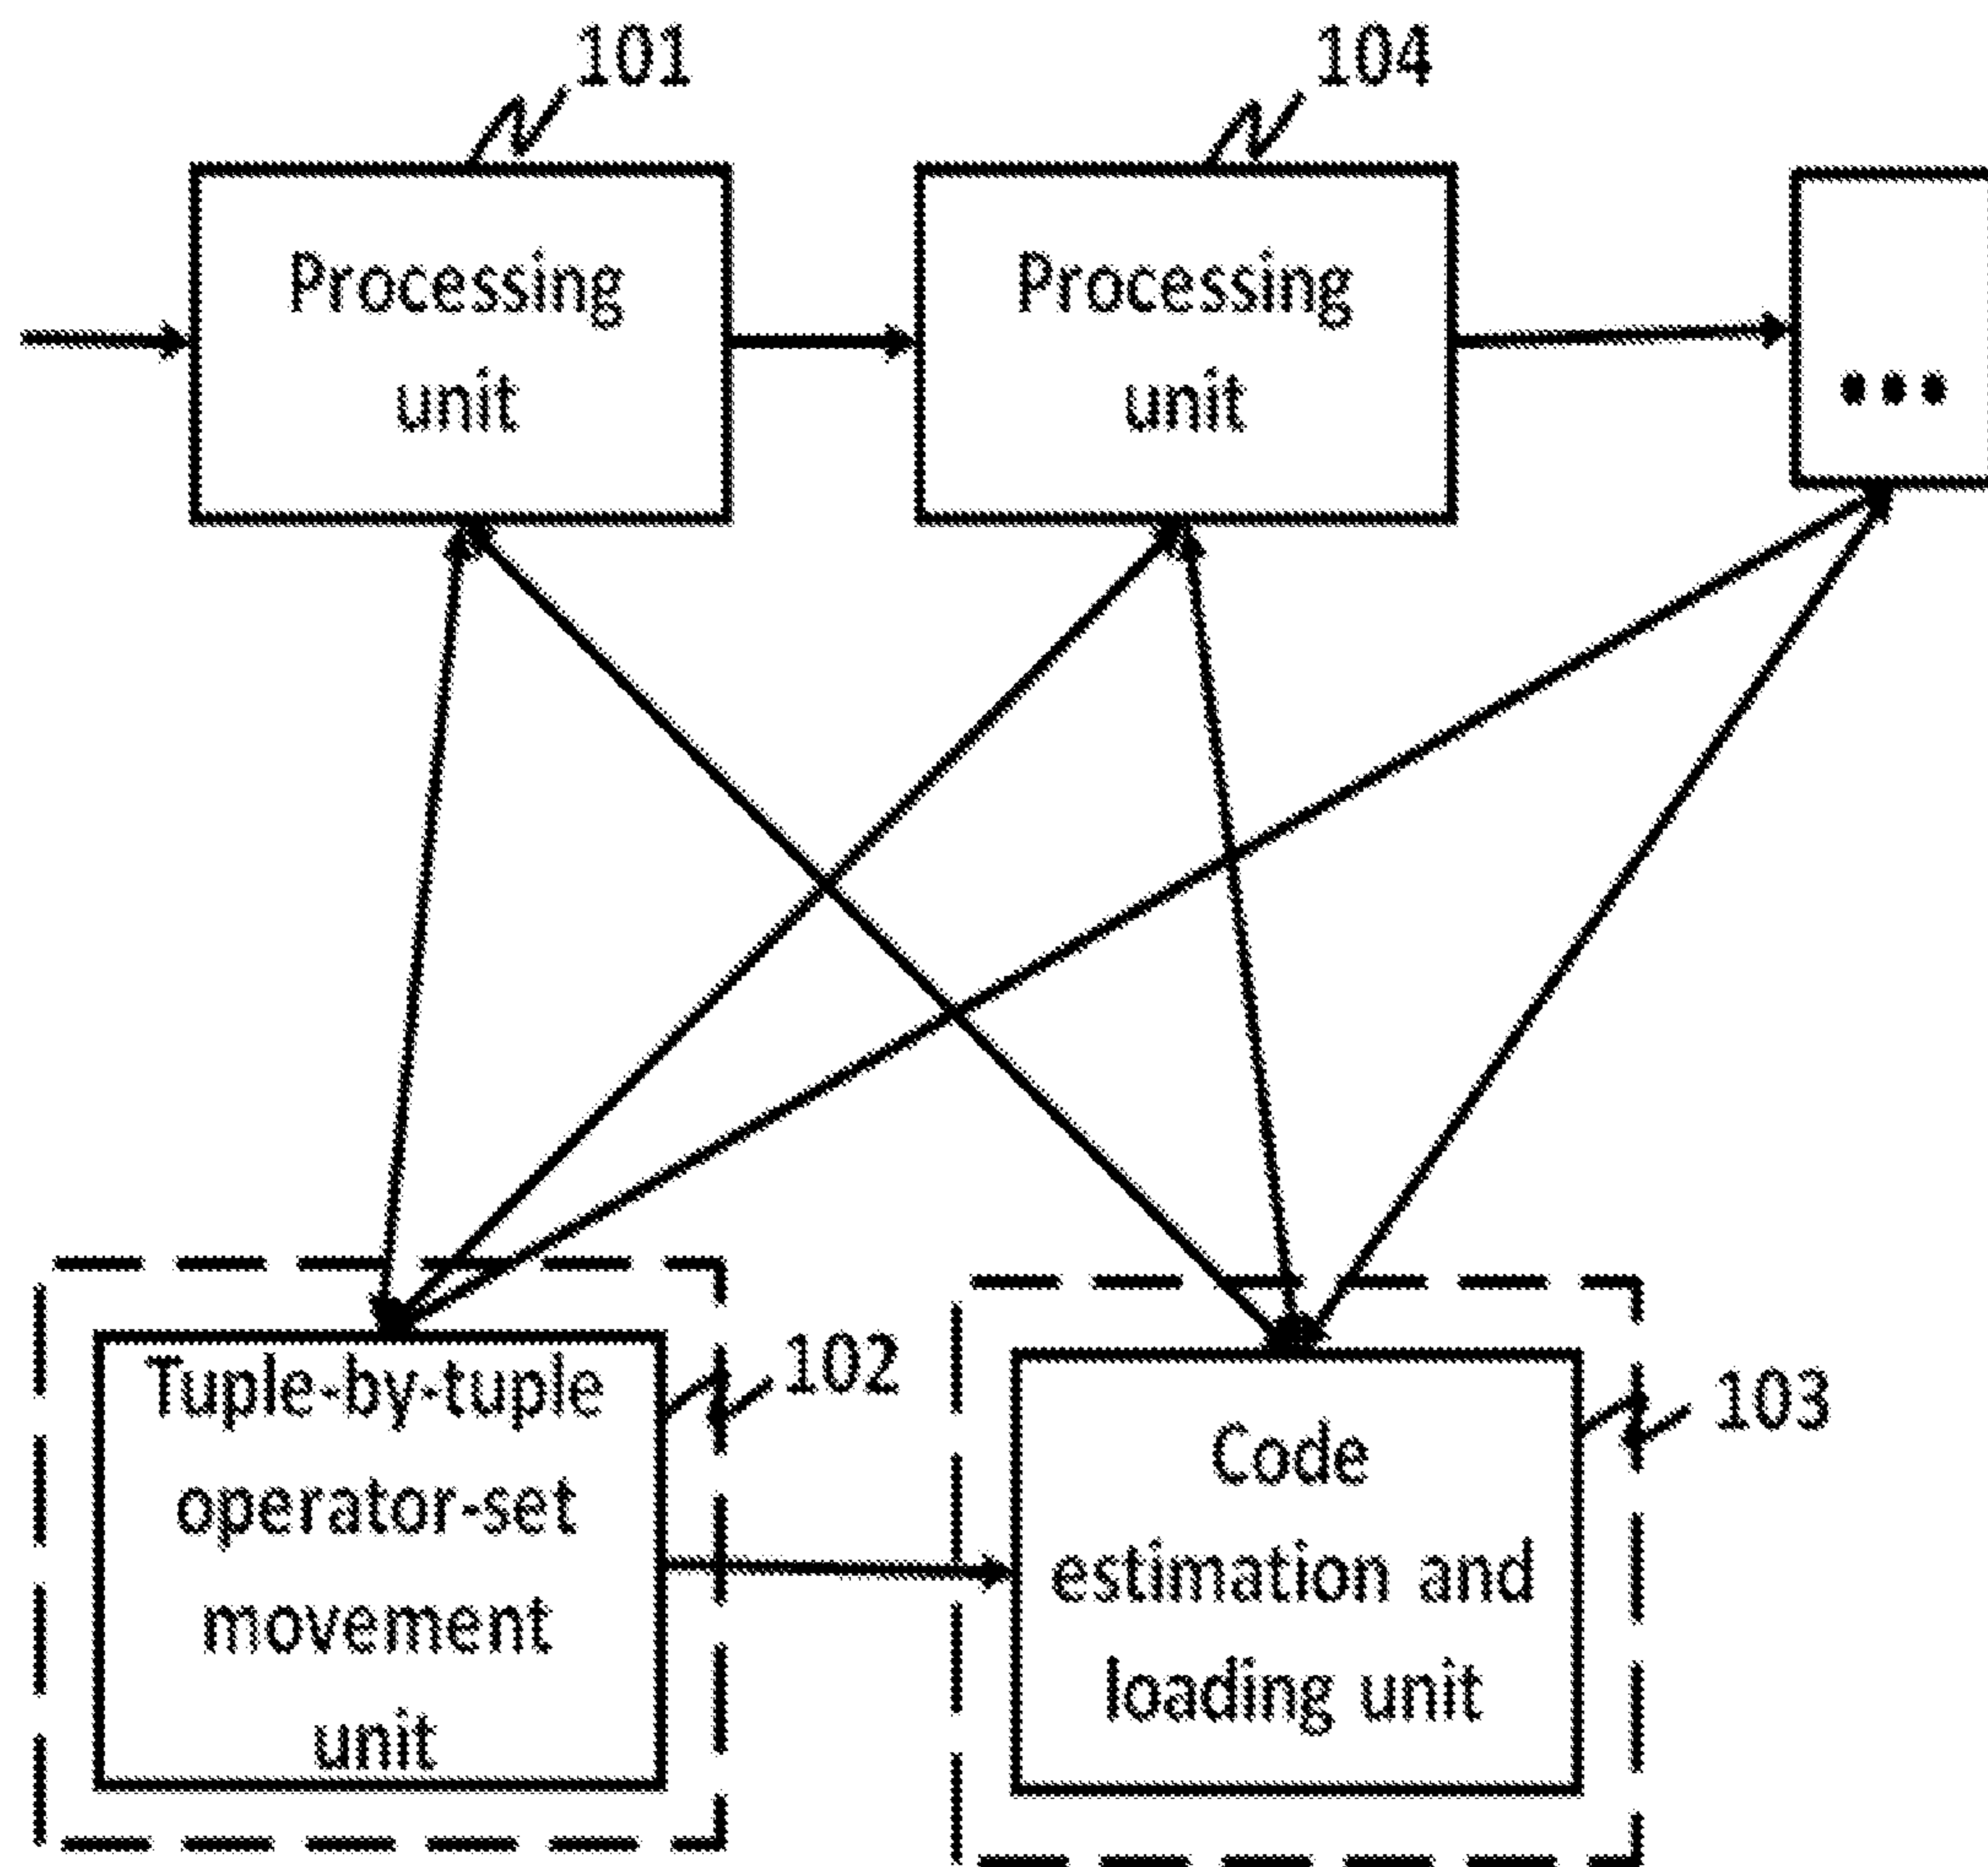 101
104
Processing
unit
Processing
unit
•••
Tuple-by-tuple
operator-set
movement
unit
102
Code
estimation and
loading unit
103